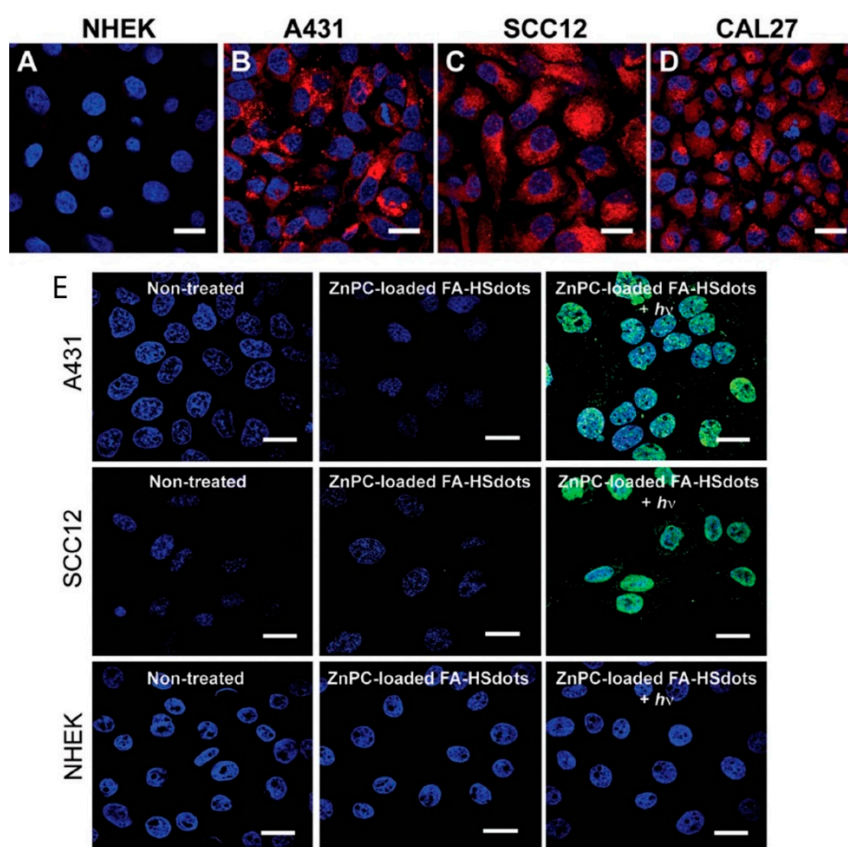 NHEK A431 SCC12 CAL27
A B C D
E
Non-treated ZnPC-loaded FA-HSdots ZnPC-loaded FA-HSdots
+ hν
A431
Non-treated ZnPC-loaded FA-HSdots ZnPC-loaded FA-HSdots
+ hν
SCC12
Non-treated ZnPC-loaded FA-HSdots ZnPC-loaded FA-HSdots
+ hν
NHEK